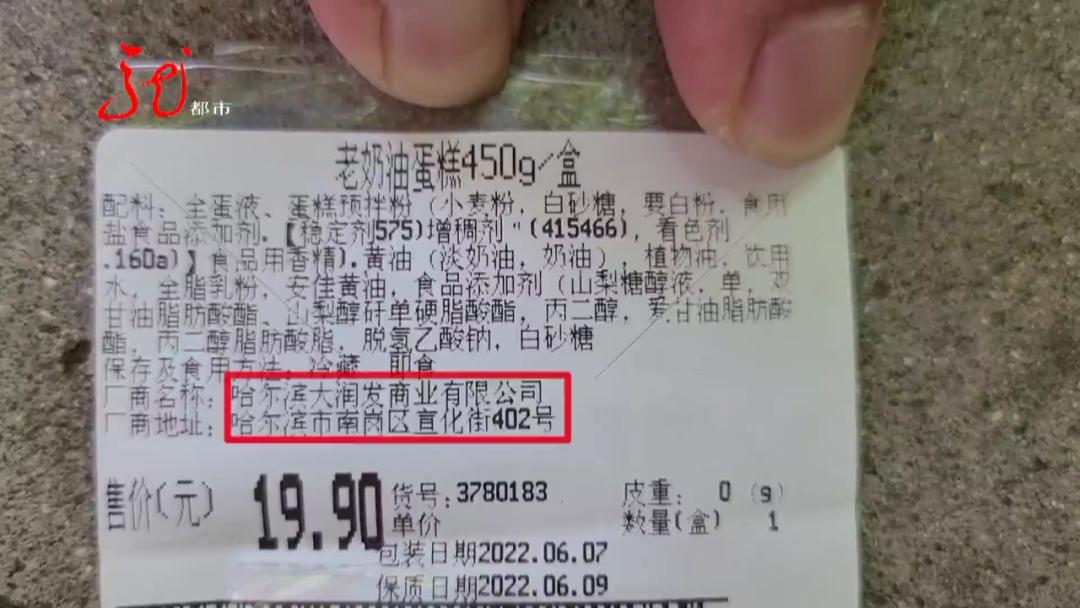 都市
老奶油蛋糕450g/盒
配料：全蛋液、蛋糕预拌粉（小麦粉，白砂糖，要白粉，食用
盐食品添加剂.【稳定剂575)增稠剂"(415466)，看色剂
.160a)】食品用香精).黄油（淡奶油，奶油），植物油，饮用
水，全脂乳粉，安佳黄油，食品添加剂（山梨糖醇液，单，双
甘油脂肪酸酯，山梨醇矸单硬脂酸酯，丙二醇，爰甘油脂肪酸
酯，丙二醇脂肪酸脂，脱氢乙酸钠，白砂糖
保存及食用方法：冷藏 即食
厂商名称：哈尔滨大润发商业有限公司
厂商地址：哈尔滨市南岗区宣化街402号
售价(元) 19.90
货号：3780183
皮重： 0 (g)
单价
数量(盒) 1
包装日期2022.06.07
保质日期2022.06.09